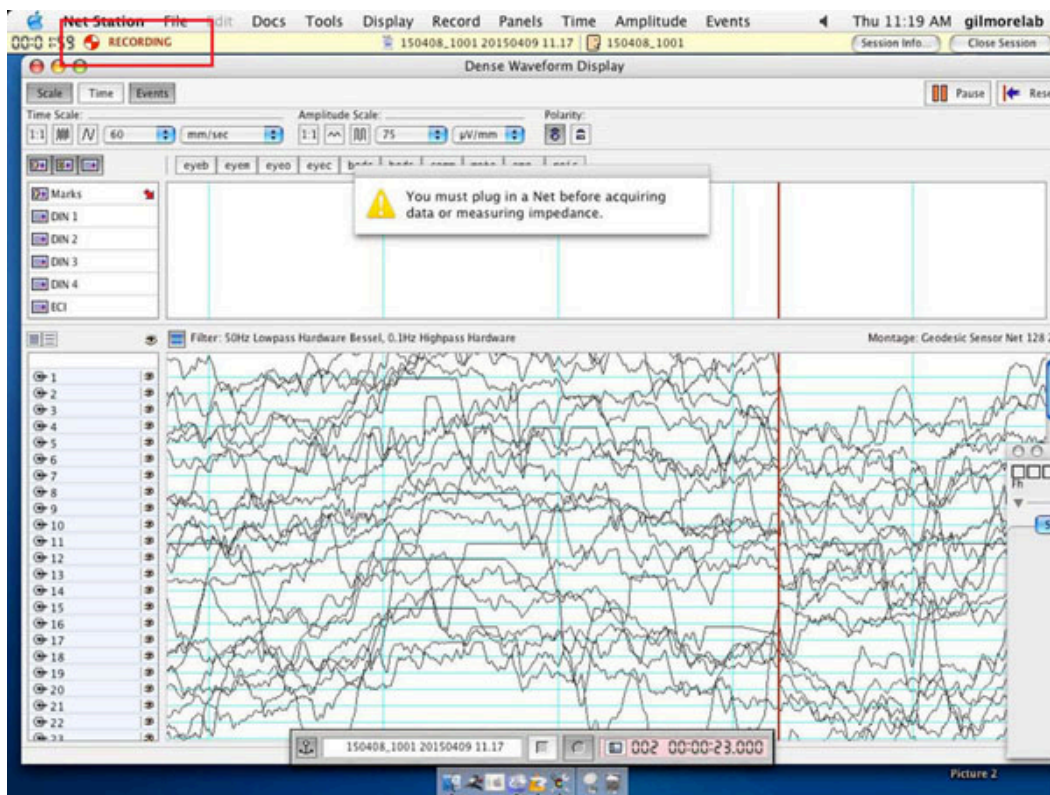 Net Station File Edit Docs Tools Display Record Panels Time Amplitude Events Thu 11:19 AM gilmorelab
RECORDING 150408_1001 20150409 11.17 150408_1001 Session Info... Close Session
Dense Waveform Display
Scale Time Events Pause Rese
Time Scale: Amplitude Scale: Polarity:
1:1 60 mm/sec 1:1 75 µV/mm
eyeb eyem eyeo eyec
You must plug in a Net before acquiring
data or measuring impedance.
Marks
DIN 1
DIN 2
DIN 3
DIN 4
ECI
Filter: 50Hz Lowpass Hardware Bessel, 0.1Hz Highpass Hardware Montage: Geodesic Sensor Net 128
1
2
3
4
5
6
7
8
9
10
11
12
13
14
15
16
17
18
19
20
21
22
23
150408_1001 20150409 11.17 002 00:00:23.000
Picture 2